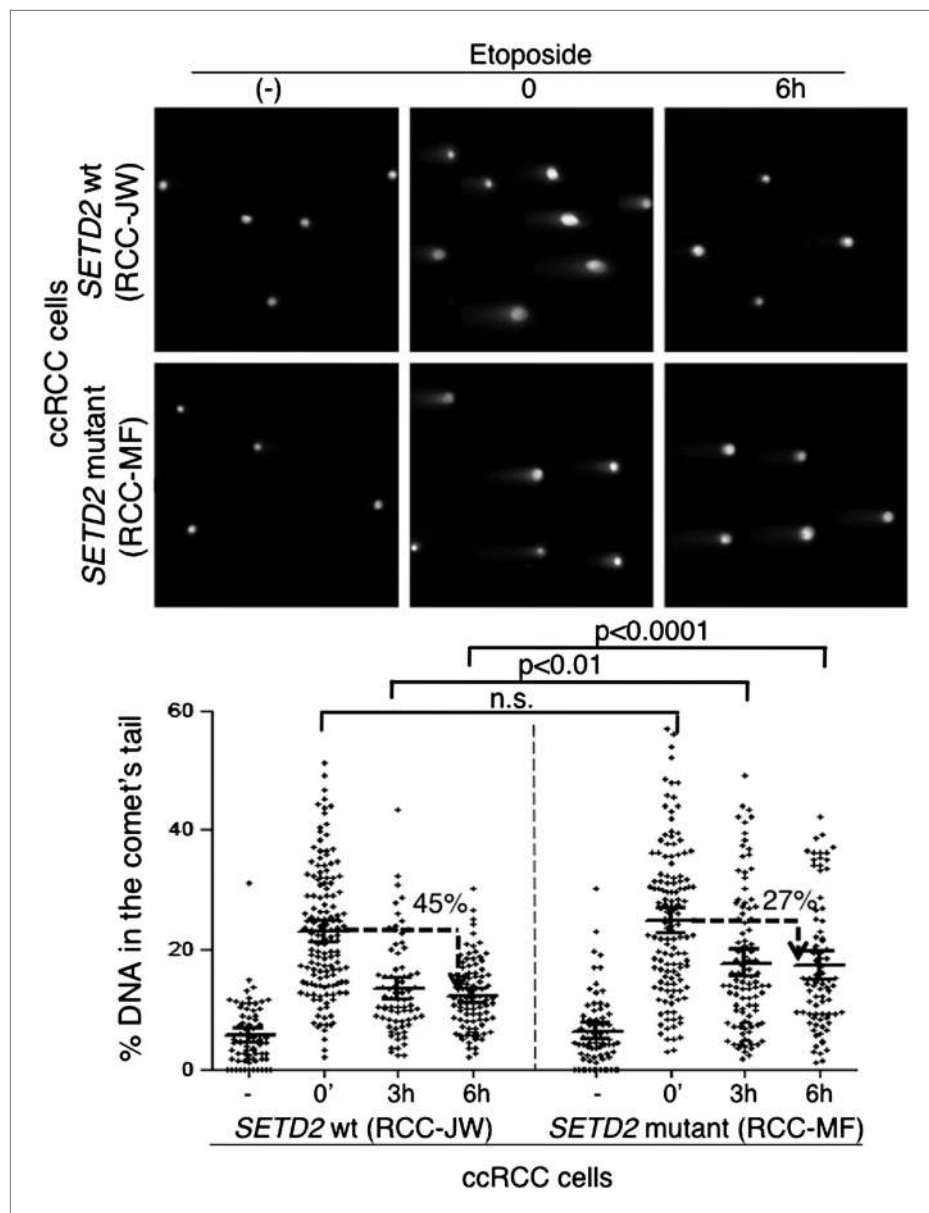 Etoposide
(-) 0 6h
ccRCC cells
SETD2 wt
(RCC-JW)
SETD2 mutant
(RCC-MF)
p<0.0001
p<0.01
n.s.
% DNA in the comet's tail
60
40
20
0
45%
27%
- 0' 3h 6h - 0' 3h 6h
SETD2 wt (RCC-JW) SETD2 mutant (RCC-MF)
ccRCC cells